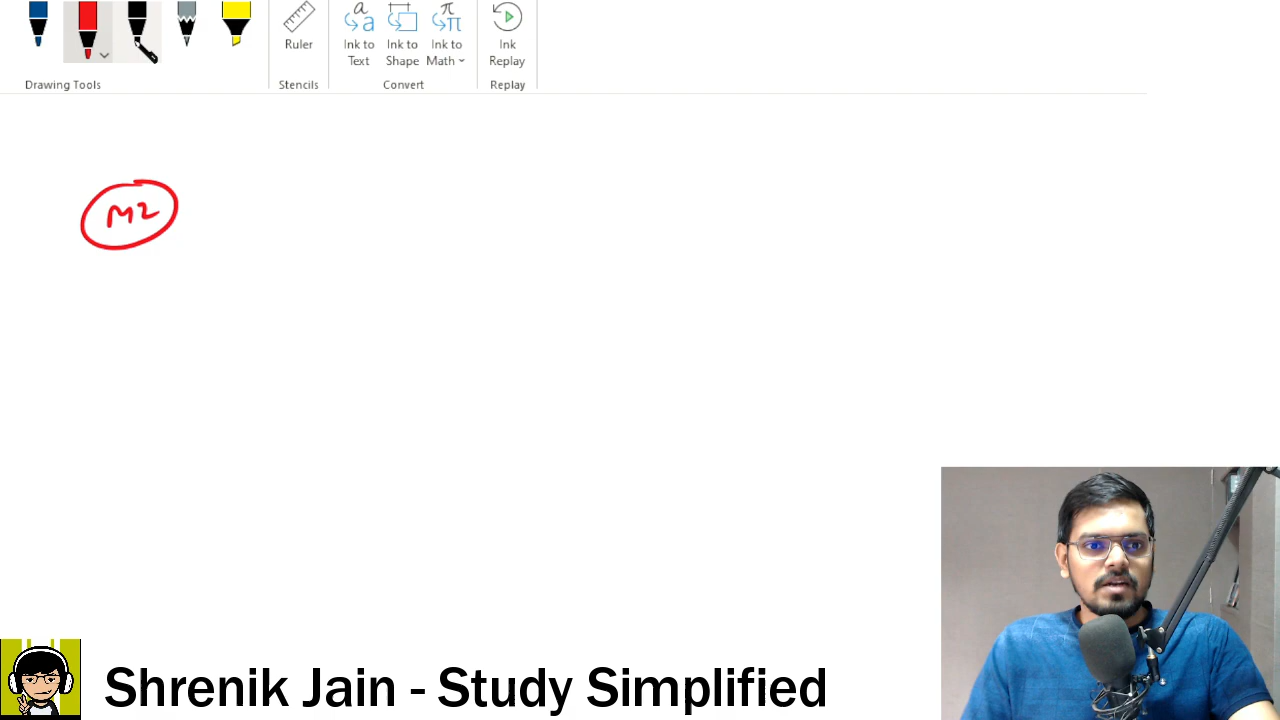 Ruler
Ink to Text
Ink to Shape
Ink to Math
Ink Replay
Drawing Tools
Stencils
Convert
Replay
M2
Shrenik Jain - Study Simplified